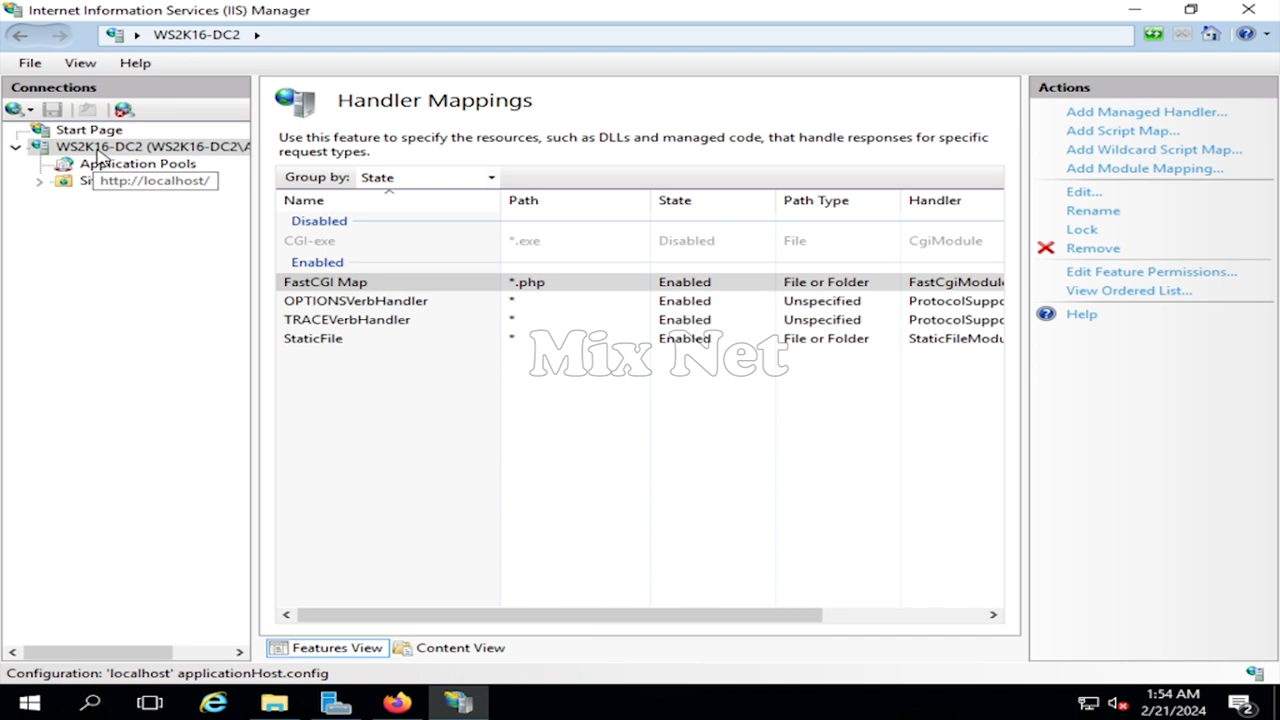 Internet Information Services (IIS) Manager
WS2K16-DC2
File View Help
Connections
Start Page
WS2K16-DC2 (WS2K16-DC2\A
Application Pools
Si
http://localhost/
Handler Mappings
Use this feature to specify the resources, such as DLLs and managed code, that handle responses for specific
request types.
Group by: State
Name Path State Path Type Handler
Disabled
CGI-exe *.exe Disabled File CgiModule
Enabled
FastCGI Map *.php Enabled File or Folder FastCgiModule
OPTIONSVerbHandler * Enabled Unspecified ProtocolSuppo
TRACEVerbHandler * Enabled Unspecified ProtocolSuppo
StaticFile * Enabled File or Folder StaticFileModu
Mix Net
Features View Content View
Actions
Add Managed Handler...
Add Script Map...
Add Wildcard Script Map...
Add Module Mapping...
Edit...
Rename
Lock
Remove
Edit Feature Permissions...
View Ordered List...
Help
Configuration: 'localhost' applicationHost.config
1:54 AM
2/21/2024
2